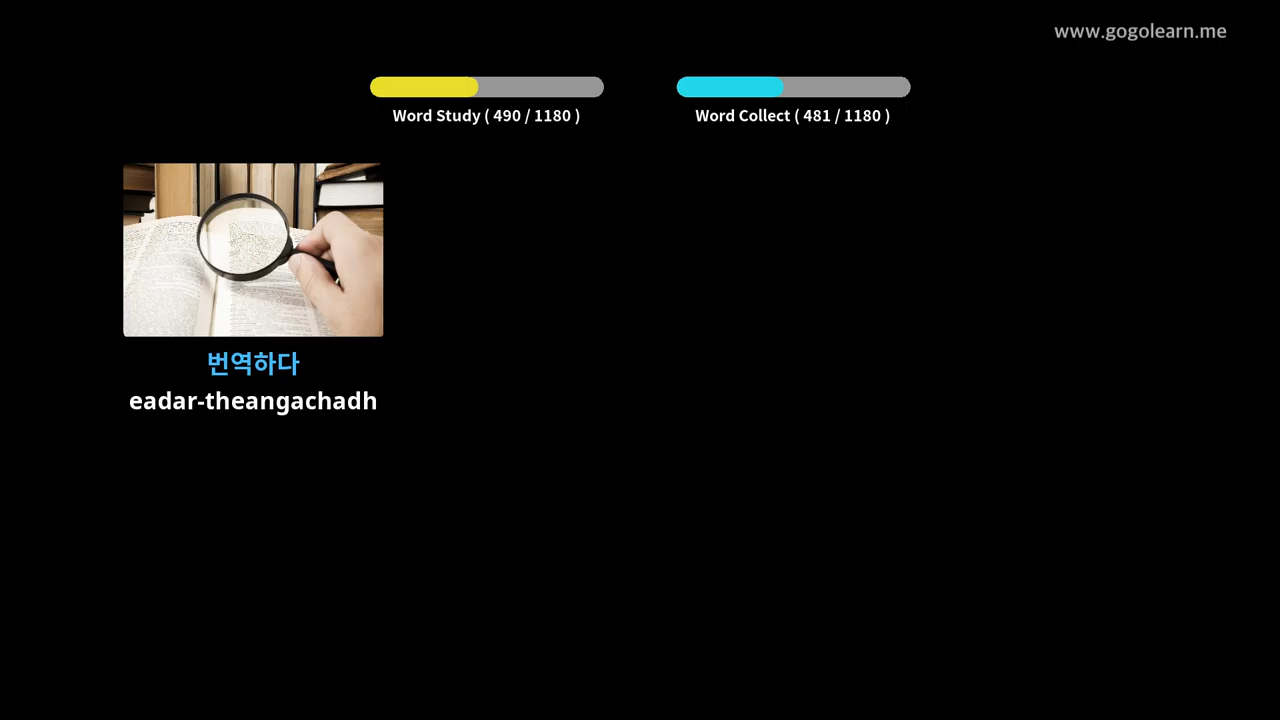 www.gogolearn.me
Word Study ( 490 / 1180 )
Word Collect ( 481 / 1180 )
번역하다
eadar-theangachadh